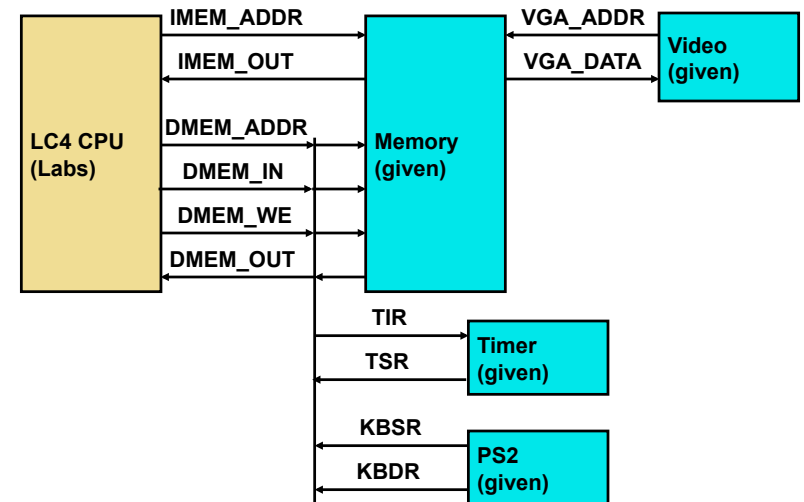 IMEM_ADDR
VGA_ADDR
Video
(given)
IMEM_OUT
VGA_DATA
LC4 CPU
(Labs)
DMEM_ADDR
Memory
(given)
DMEM_IN
DMEM_WE
DMEM_OUT
TIR
Timer
(given)
TSR
KBSR
PS2
(given)
KBDR